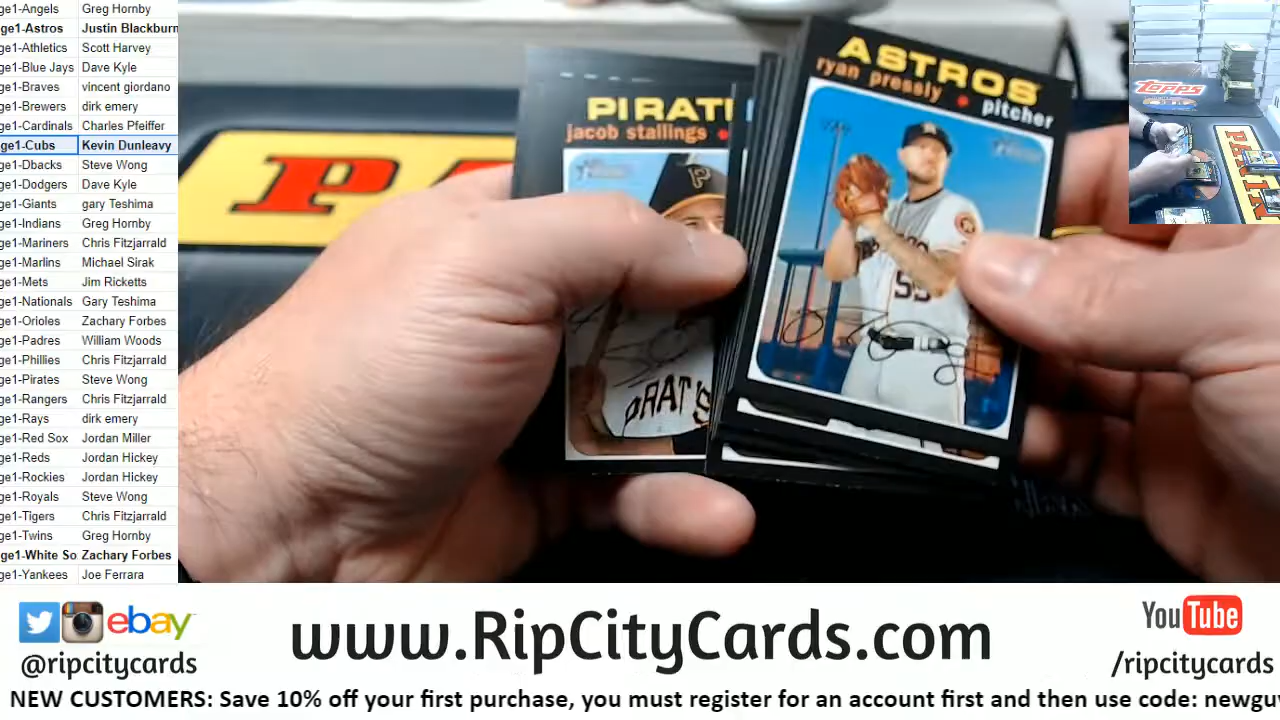 ge1-Angels Greg Hornby
ge1-Astros Justin Blackburn
ge1-Athletics Scott Harvey
ge1-Blue Jays Dave Kyle
ge1-Braves vincent giordano
ge1-Brewers dirk emery
ge1-Cardinals Charles Pfeiffer
ge1-Cubs Kevin Dunleavy
ge1-Dbacks Steve Wong
ge1-Dodgers Dave Kyle
ge1-Giants gary Teshima
ge1-Indians Greg Hornby
ge1-Mariners Chris Fitzjarrald
ge1-Marlins Michael Sirak
ge1-Mets Jim Ricketts
ge1-Nationals Gary Teshima
ge1-Orioles Zachary Forbes
ge1-Padres William Woods
ge1-Phillies Chris Fitzjarrald
ge1-Pirates Steve Wong
ge1-Rangers Chris Fitzjarrald
ge1-Rays dirk emery
ge1-Red Sox Jordan Miller
ge1-Reds Jordan Hickey
ge1-Rockies Jordan Hickey
ge1-Royals Steve Wong
ge1-Tigers Chris Fitzjarrald
ge1-Twins Greg Hornby
ge1-White So Zachary Forbes
ge1-Yankees Joe Ferrara
PIRAT
jacob stallings
P
ASTROS
ryan pressly • pitcher
55
TOPPS
ebay
@ripcitycards
www.RipCityCards.com
YouTube
/ripcitycards
NEW CUSTOMERS: Save 10% off your first purchase, you must register for an account first and then use code: newgu